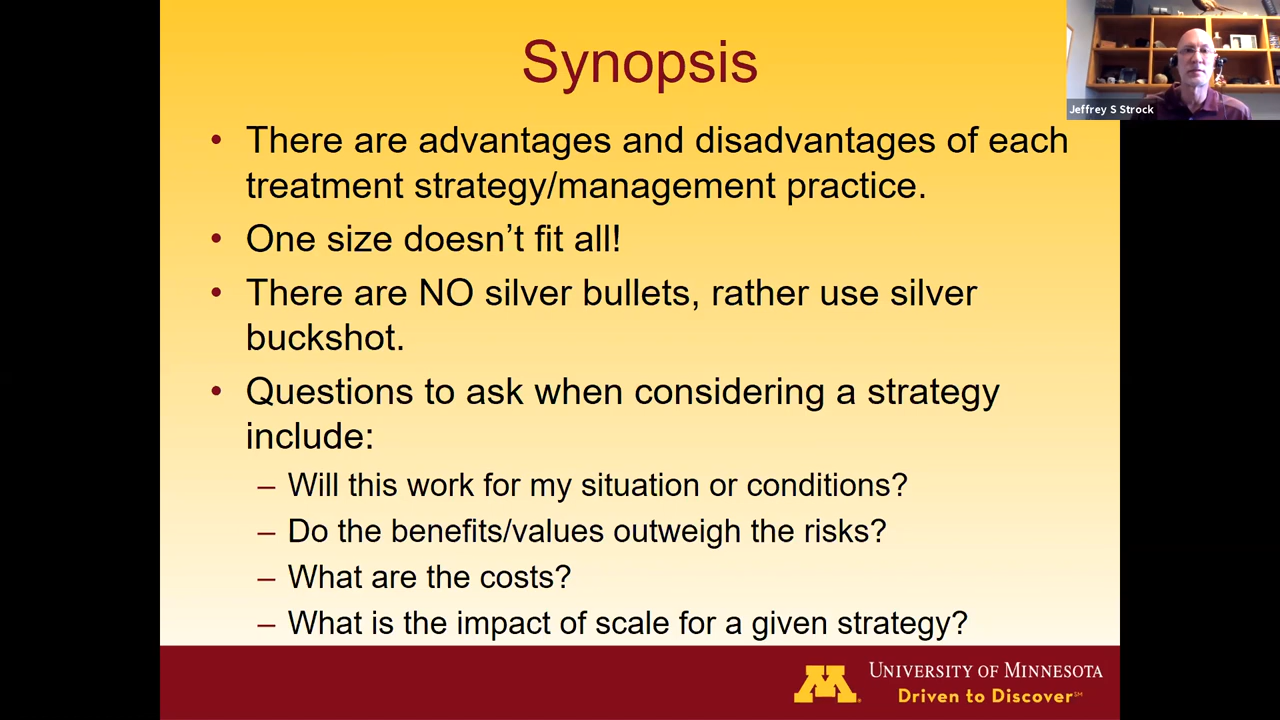 Synopsis
• There are advantages and disadvantages of each
treatment strategy/management practice.
• One size doesn’t fit all!
• There are NO silver bullets, rather use silver
buckshot.
• Questions to ask when considering a strategy
include:
– Will this work for my situation or conditions?
– Do the benefits/values outweigh the risks?
– What are the costs?
– What is the impact of scale for a given strategy?
Jeffrey S Strock
M
UNIVERSITY OF MINNESOTA
Driven to Discover℠